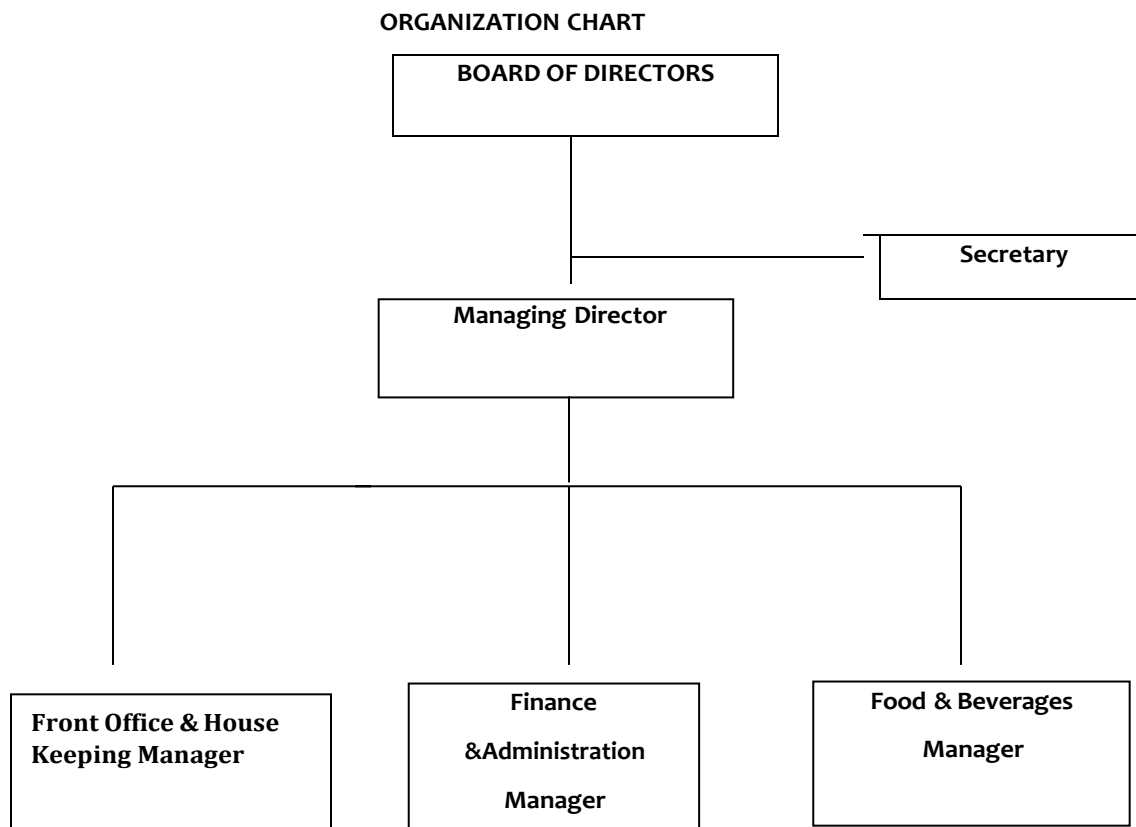 ORGANIZATION CHART
BOARD OF DIRECTORS
Secretary
Managing Director
Front Office & House
Keeping Manager
Finance
&Administration
Manager
Food & Beverages
Manager